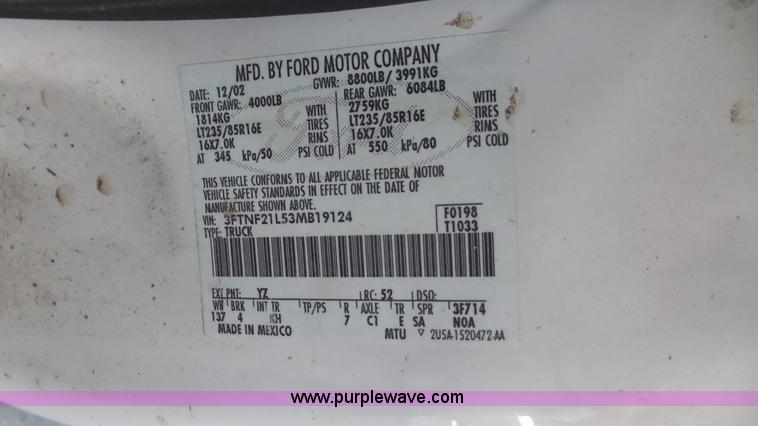 MFD. BY FORD MOTOR COMPANY
DATE: 12/02 GVWR: 8800LB/ 3991KG
FRONT GAWR: 4000LB REAR GAWR: 6084LB
1814KG WITH 2759KG WITH
LT235/85R16E TIRES LT235/85R16E TIRES
16X7.0K RINS 16X7.0K RINS
AT 345 kPa/50 PSI COLD AT 550 kPa/80 PSI COLD
THIS VEHICLE CONFORMS TO ALL APPLICABLE FEDERAL MOTOR
VEHICLE SAFETY STANDARDS IN EFFECT ON THE DATE OF
MANUFACTURE SHOWN ABOVE.
VIN: 3FTNF21L53MB19124 F0198
TYPE: TRUCK T1033
EXT PNT: YZ RC: 52 DSO:
WB BRK INT TR TP/PS R AXLE TR SPR 3F714
137 4 KH 7 C1 E SA NOA
MADE IN MEXICO MTU 2U5A-1520472-AA
www.purplewave.com